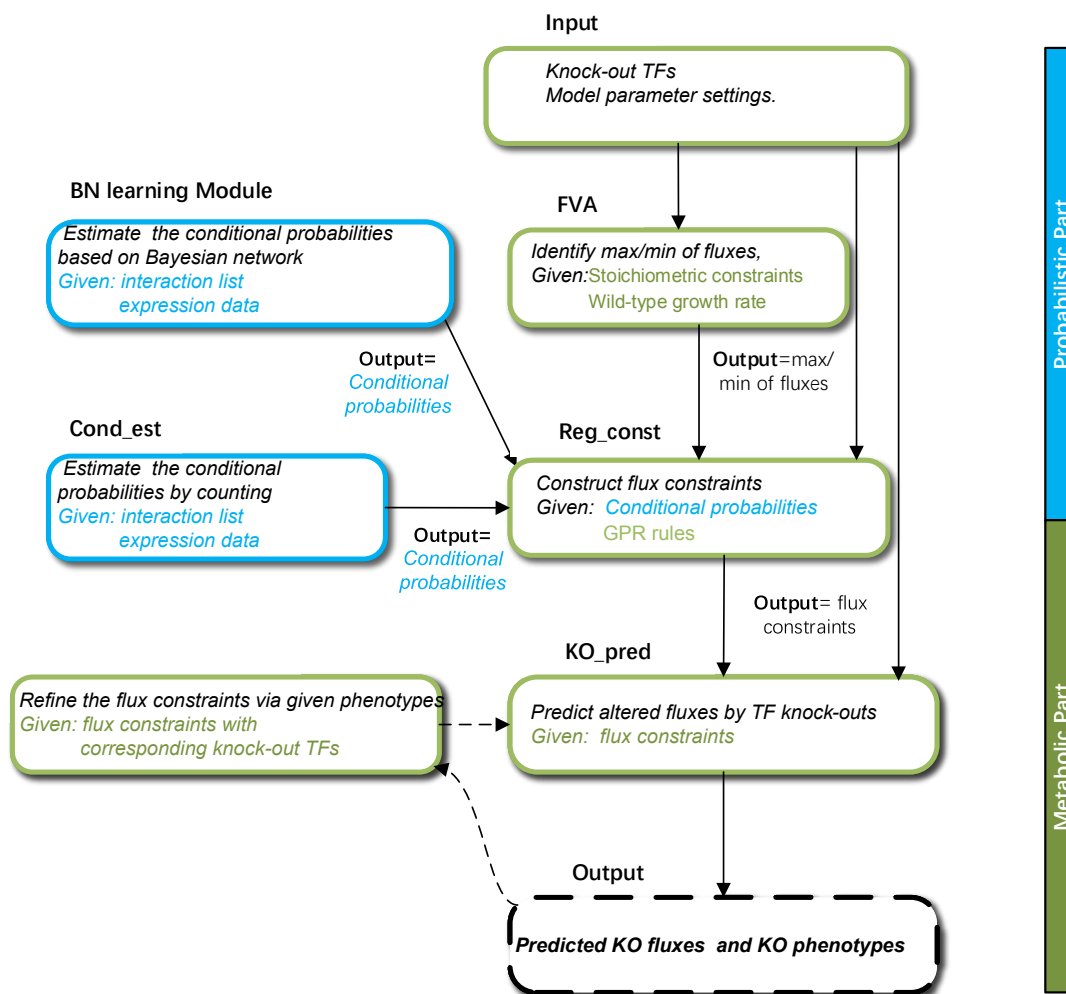 Input
Knock-out TFs
Model parameter settings.
BN learning Module
Estimate the conditional probabilities
based on Bayesian network
Given: interaction list
expression data
FVA
Identify max/min of fluxes,
Given:Stoichiometric constraints
Wild-type growth rate
Output=
Conditional
probabilities
Output=max/
min of fluxes
Cond_est
Estimate the conditional
probabilities by counting
Given: interaction list
expression data
Reg_const
Construct flux constraints
Given: Conditional probabilities
GPR rules
Output=
Conditional
probabilities
Output= flux
constraints
KO_pred
Refine the flux constraints via given phenotypes
Given: flux constraints with
corresponding knock-out TFs
Predict altered fluxes by TF knock-outs
Given: flux constraints
Output
Predicted KO fluxes and KO phenotypes
Probabilistic Part
Metabolic Part